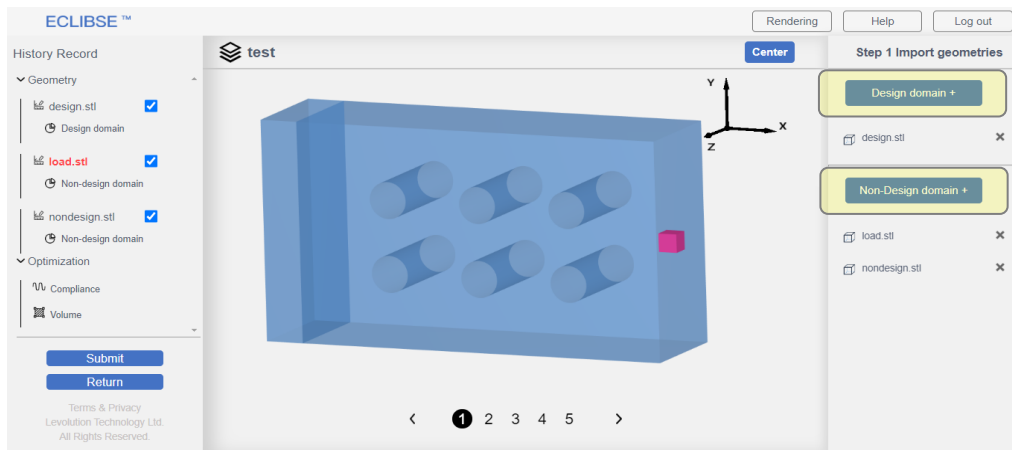 ECLIBSE ™
Rendering
Help
Log out
History Record
Geometry
design.stl
Design domain
load.stl
Non-design domain
nondesign.stl
Non-design domain
Optimization
Compliance
Volume
Submit
Return
Terms & Privacy
Levolution Technology Ltd.
All Rights Reserved.
test
Center
Y
X
Z
1 2 3 4 5
Step 1 Import geometries
Design domain +
design.stl
Non-Design domain +
load.stl
nondesign.stl